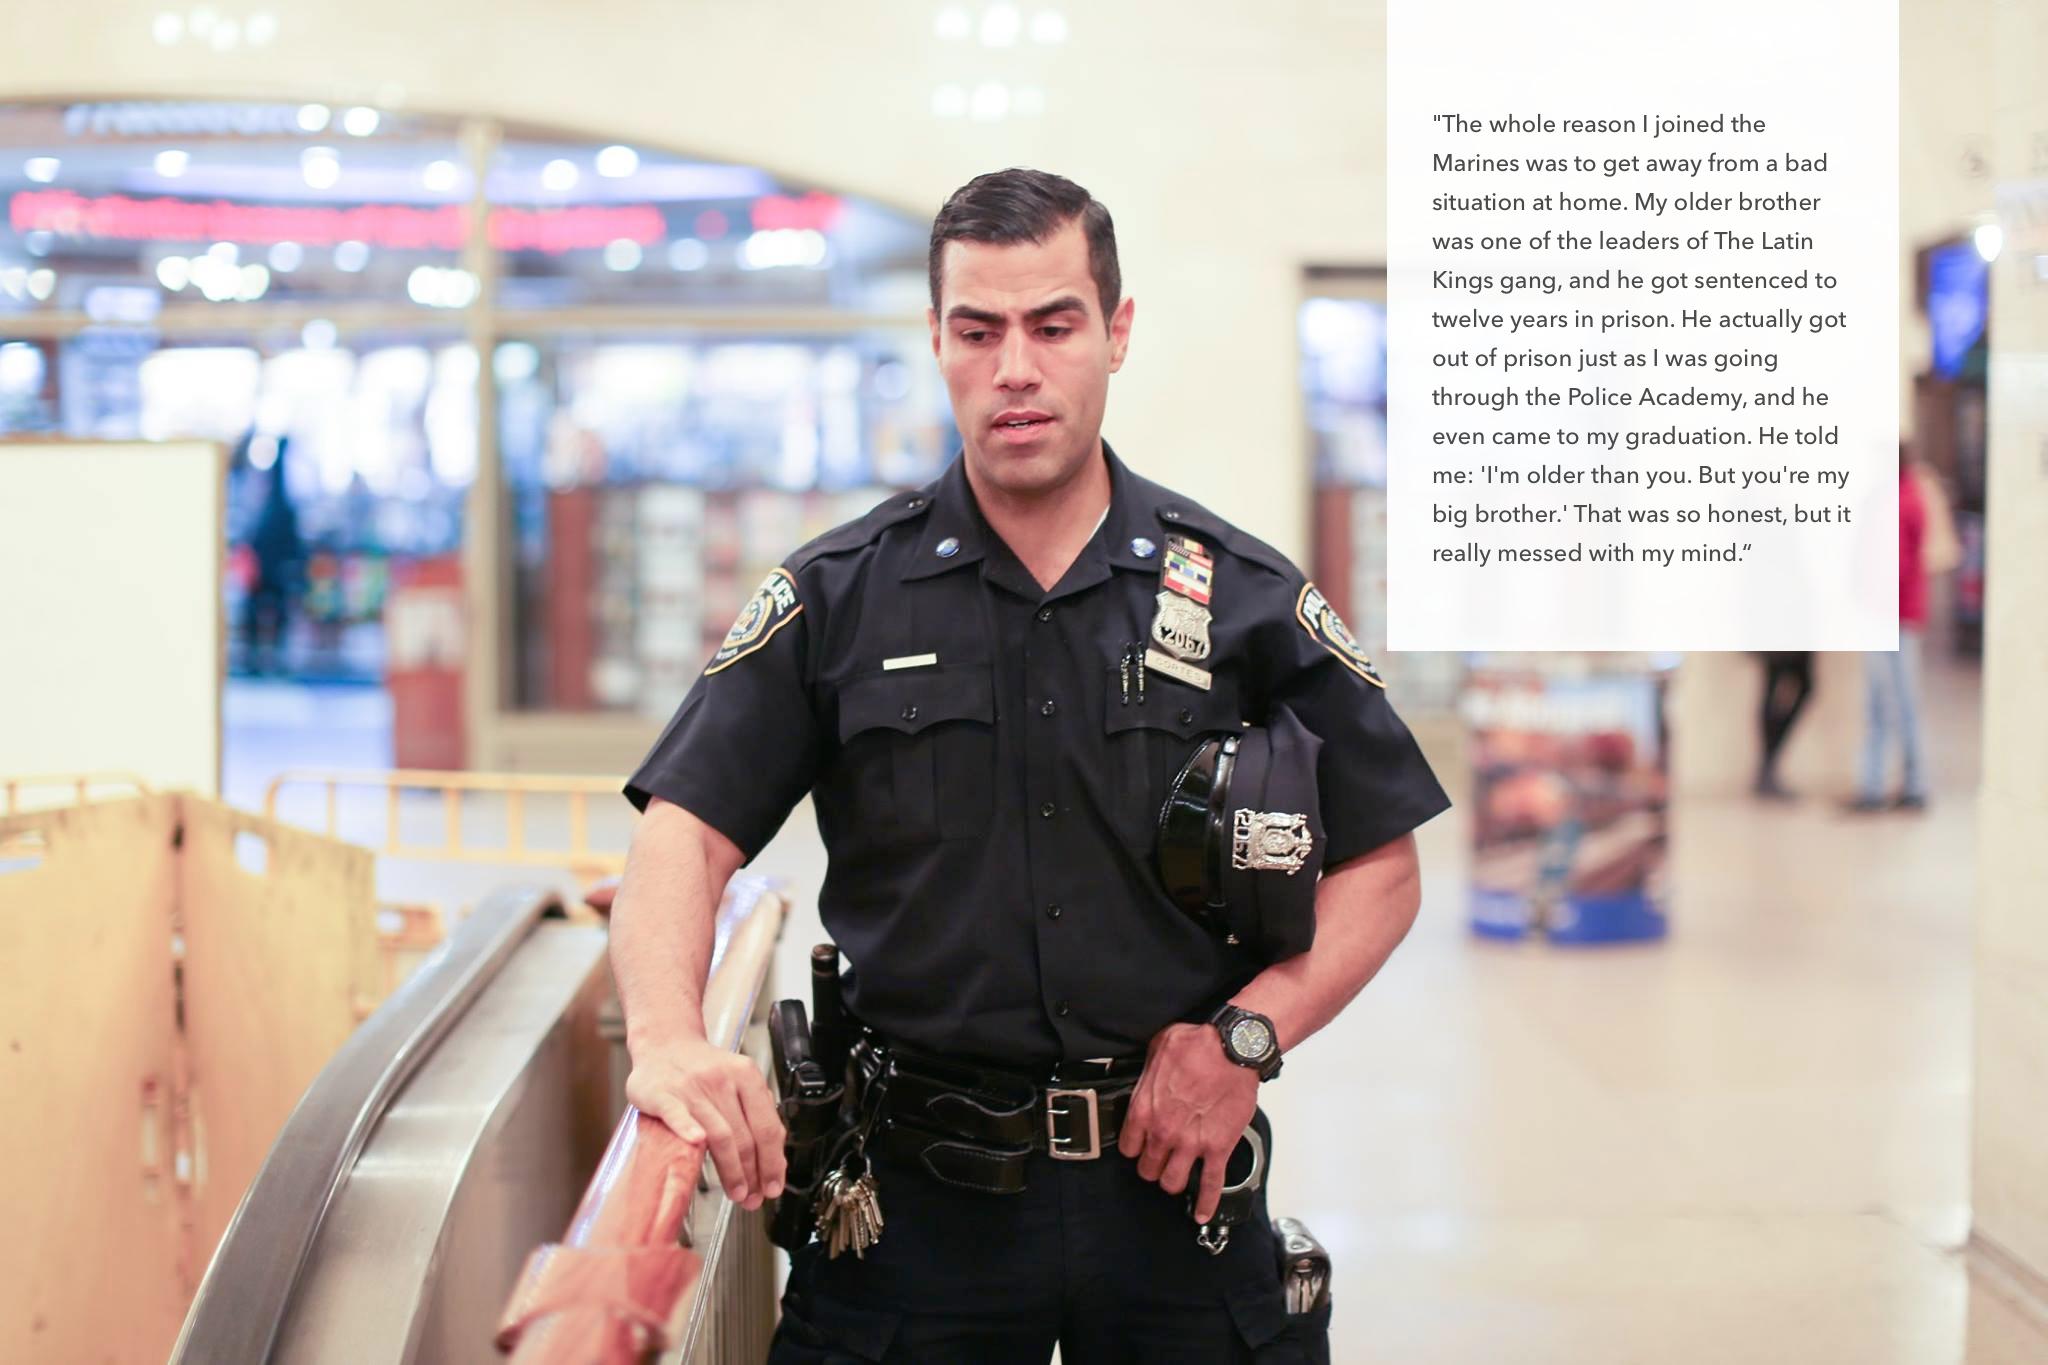 "The whole reason I joined the
Marines was to get away from a bad
situation at home. My older brother
was one of the leaders of The Latin
Kings gang, and he got sentenced to
twelve years in prison. He actually got
out of prison just as I was going
through the Police Academy, and he
even came to my graduation. He told
me: 'I'm older than you. But you're my
big brother.' That was so honest, but it
really messed with my mind.“
POLICE
2067
CORTES
2067